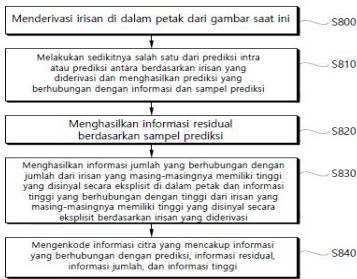 Menderivasi irisan di dalam petak dari gambar saat ini
S800
Melakukan sedikitnya salah satu dari prediksi intra
atau prediksi antara berdasarkan irisan yang
diderivasi dan menghasilkan prediksi yang
berhubungan dengan informasi dan sampel prediksi
S810
Menghasilkan informasi residual
berdasarkan sampel prediksi
S820
Menghasilkan informasi jumlah yang berhubungan dengan
jumlah dari irisan yang masing-masingnya memiliki tinggi
yang disinyal secara eksplisit di dalam petak dan informasi
tinggi yang berhubungan dengan tinggi dari irisan yang
masing-masingnya memiliki tinggi yang disinyal secara
eksplisit berdasarkan irisan yang diderivasi
S830
Mengenkode informasi citra yang mencakup informasi
yang berhubungan dengan prediksi, informasi residual,
informasi jumlah, dan informasi tinggi
S840